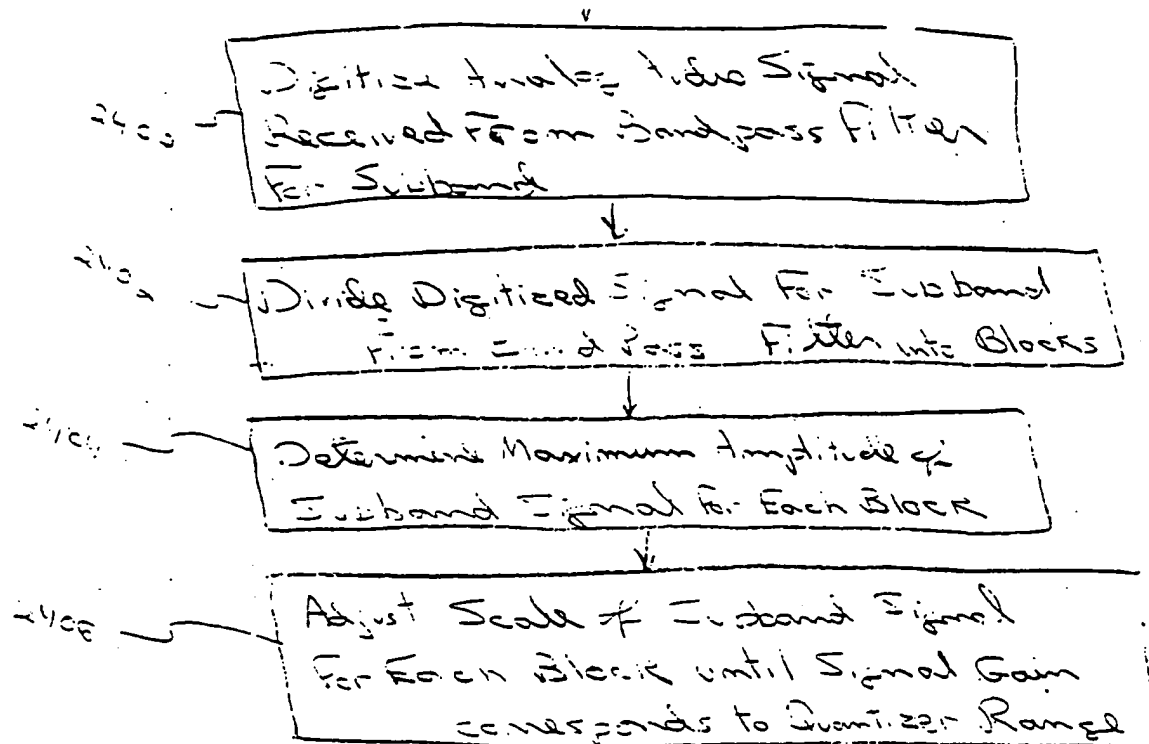 Digitize Analog Audio Signal
Received From Bandpass Filter
For Subband
Divide Digitized Signal For Subband
From Band Pass Filter into Blocks
Determine Maximum Amplitude of
Subband Signal For Each Block
Adjust Scale of Subband Signal
For Each Block until Signal Gain
corresponds to Quantizer Range